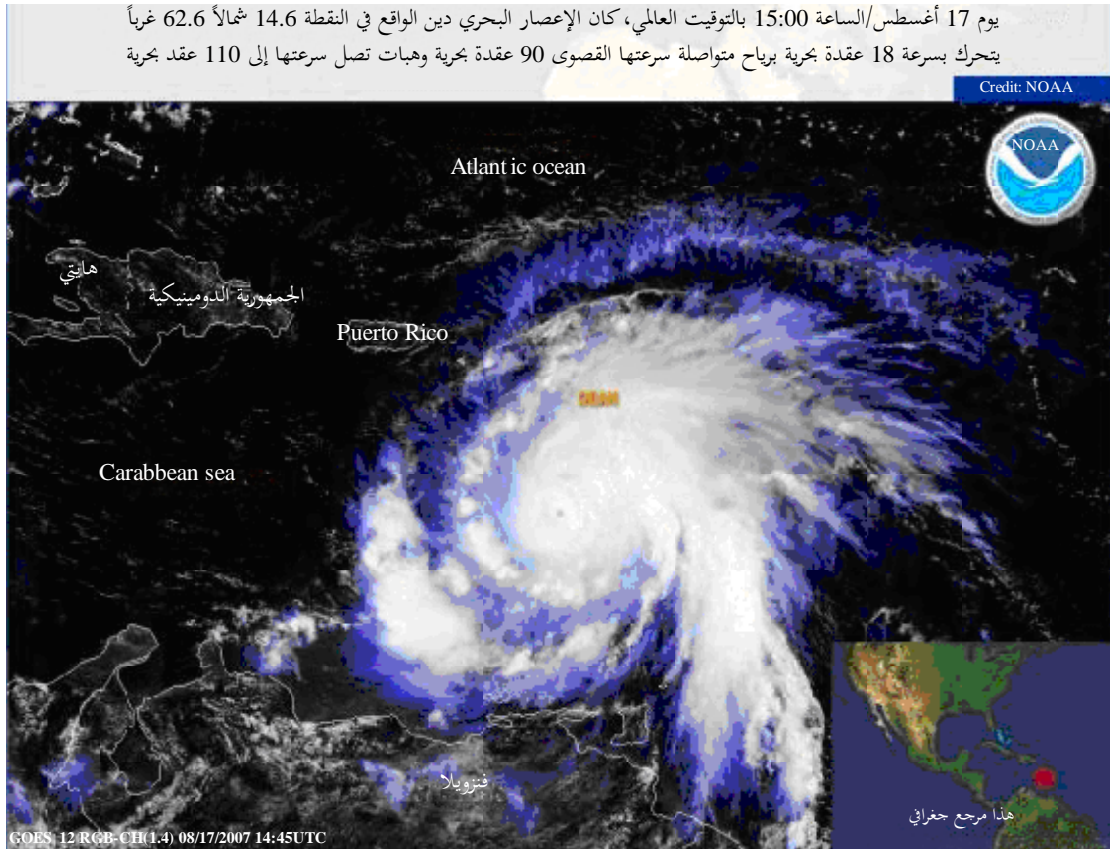 يوم 17 أغسطس/الساعة 15:00 بالتوقيت العالمي، كان الإعصار البحري دين الواقع في النقطة 14.6 شمالاً 62.6 غرباً
يتحرك بسرعة 18 عقدة بحرية برياح متواصلة سرعتها القصوى 90 عقدة بحرية وهبات تصل سرعتها إلى 110 عقد بحرية
Credit: NOAA
NOAA
Atlantic ocean
هايتي
الجمهورية الدومينيكية
Puerto Rico
Carabbean sea
فنزويلا
هذا مرجع جغرافي
GOES 12 RGB-CH(1.4) 08/17/2007 14:45UTC